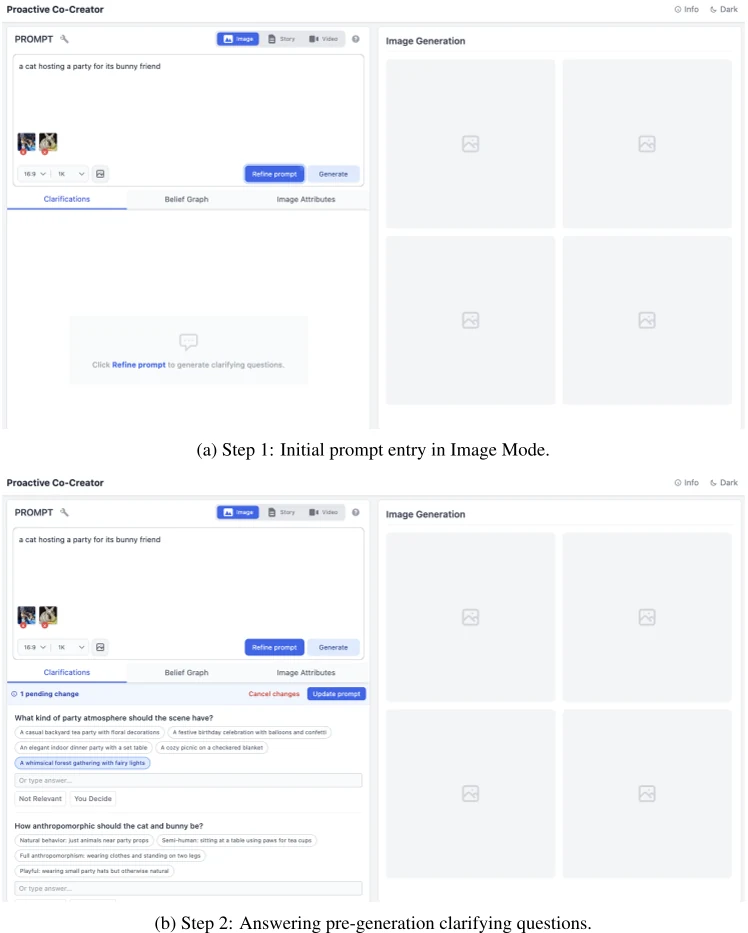 Proactive Co-Creator
Info Dark
PROMPT Image Story Video ?
Image Generation
a cat hosting a party for its bunny friend
16:9 1K Refine prompt Generate
Clarifications Belief Graph Image Attributes
Click Refine prompt to generate clarifying questions.
(a) Step 1: Initial prompt entry in Image Mode.
Proactive Co-Creator
Info Dark
PROMPT Image Story Video ?
Image Generation
a cat hosting a party for its bunny friend
16:9 1K Refine prompt Generate
Clarifications Belief Graph Image Attributes
1 pending change Cancel changes Update prompt
What kind of party atmosphere should the scene have?
A casual backyard tea party with floral decorations A festive birthday celebration with balloons and confetti
An elegant indoor dinner party with a set table A cozy picnic on a checkered blanket
A whimsical forest gathering with fairy lights
Or type answer...
Not Relevant You Decide
How anthropomorphic should the cat and bunny be?
Natural behavior: just animals near party props Semi-human: sitting at a table using paws for tea cups
Full anthropomorphism: wearing clothes and standing on two legs
Playful: wearing small party hats but otherwise natural
Or type answer...
(b) Step 2: Answering pre-generation clarifying questions.